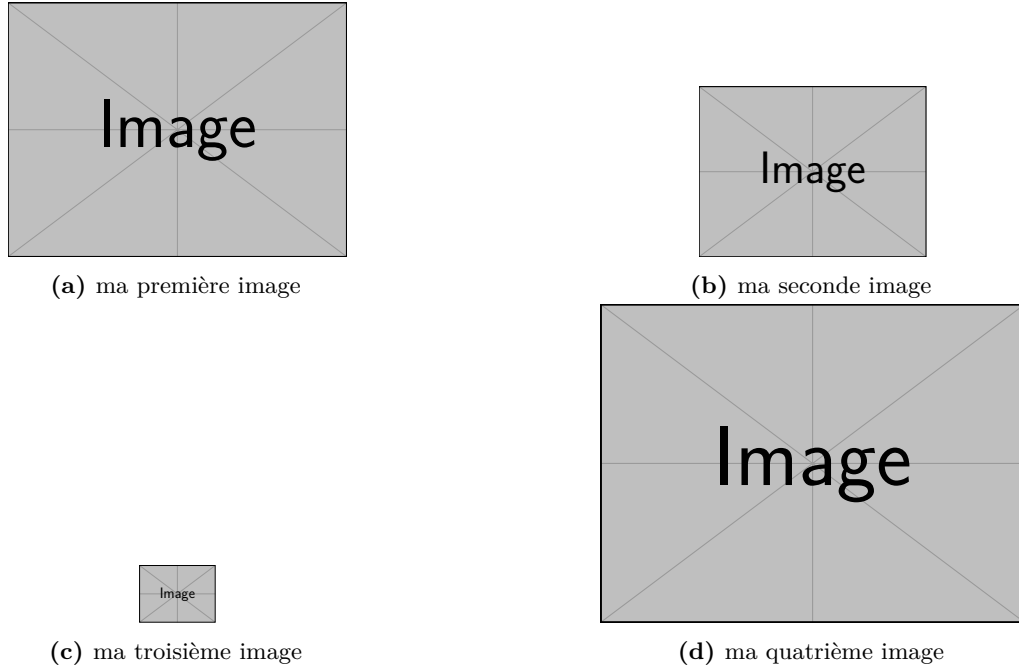 Image
Image
(a) ma première image
(b) ma seconde image
Image
Image
(c) ma troisième image
(d) ma quatrième image